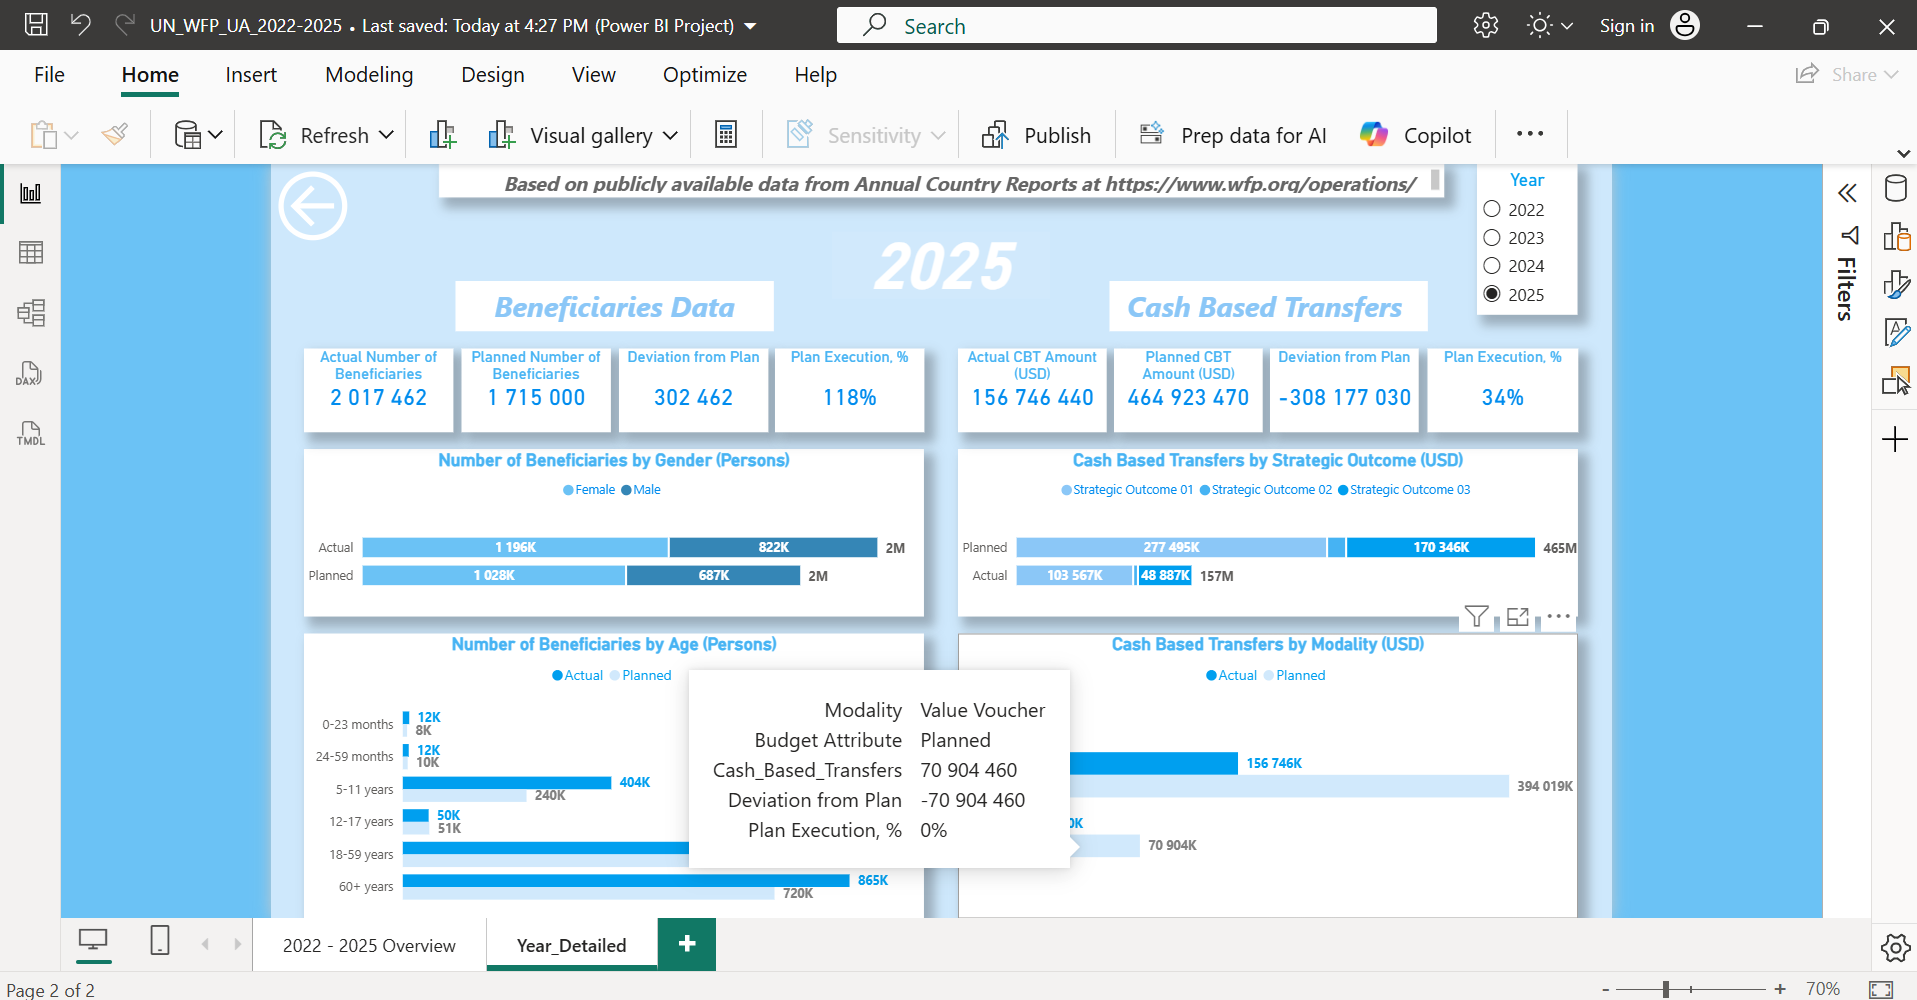 UN_WFP_UA_2022-2025 • Last saved: Today at 4:27 PM (Power BI Project)
Search
Sign in
File Home Insert Modeling Design View Optimize Help
Share
Refresh
Visual gallery
Sensitivity
Publish
Prep data for AI
Copilot
DAX
TMDL
Based on publicly available data from Annual Country Reports at https://www.wfp.org/operations/
Year
2022
2023
2024
2025
Filters
2025
Beneficiaries Data
Cash Based Transfers
Actual Number of Beneficiaries
2 017 462
Planned Number of Beneficiaries
1 715 000
Deviation from Plan
302 462
Plan Execution, %
118%
Actual CBT Amount (USD)
156 746 440
Planned CBT Amount (USD)
464 923 470
Deviation from Plan
-308 177 030
Plan Execution, %
34%
Number of Beneficiaries by Gender (Persons)
Female Male
Actual 1 196K 822K 2M
Planned 1 028K 687K 2M
Cash Based Transfers by Strategic Outcome (USD)
Strategic Outcome 01 Strategic Outcome 02 Strategic Outcome 03
Planned 277 495K 170 346K 465M
Actual 103 567K 48 887K 157M
Number of Beneficiaries by Age (Persons)
Actual Planned
0-23 months 12K
8K
24-59 months 12K
10K
5-11 years 404K
240K
12-17 years 50K
51K
18-59 years
60+ years 865K
720K
Cash Based Transfers by Modality (USD)
Actual Planned
156 746K
394 019K
0K
70 904K
Modality Value Voucher
Budget Attribute Planned
Cash_Based_Transfers 70 904 460
Deviation from Plan -70 904 460
Plan Execution, % 0%
2022 - 2025 Overview
Year_Detailed
Page 2 of 2
70%